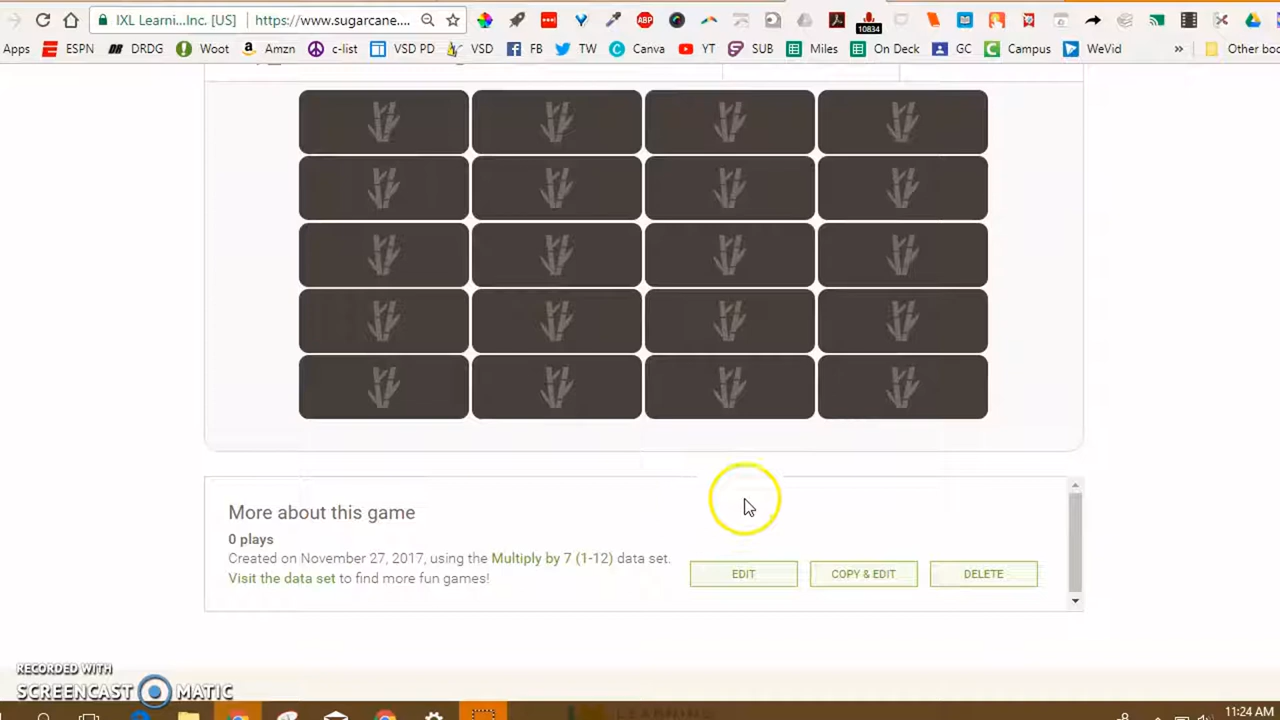 IXL Learni...Inc. [US] https://www.sugarcane....
ABP
10834
Apps ESPN DRDG Woot Amzn c-list VSD PD VSD FB TW Canva YT SUB Miles On Deck GC Campus WeVid » Other boo
More about this game
0 plays
Created on November 27, 2017, using the Multiply by 7 (1-12) data set.
Visit the data set to find more fun games!
EDIT COPY & EDIT DELETE
RECORDED WITH
SCREENCAST MATIC
LEARNING
11:24 AM